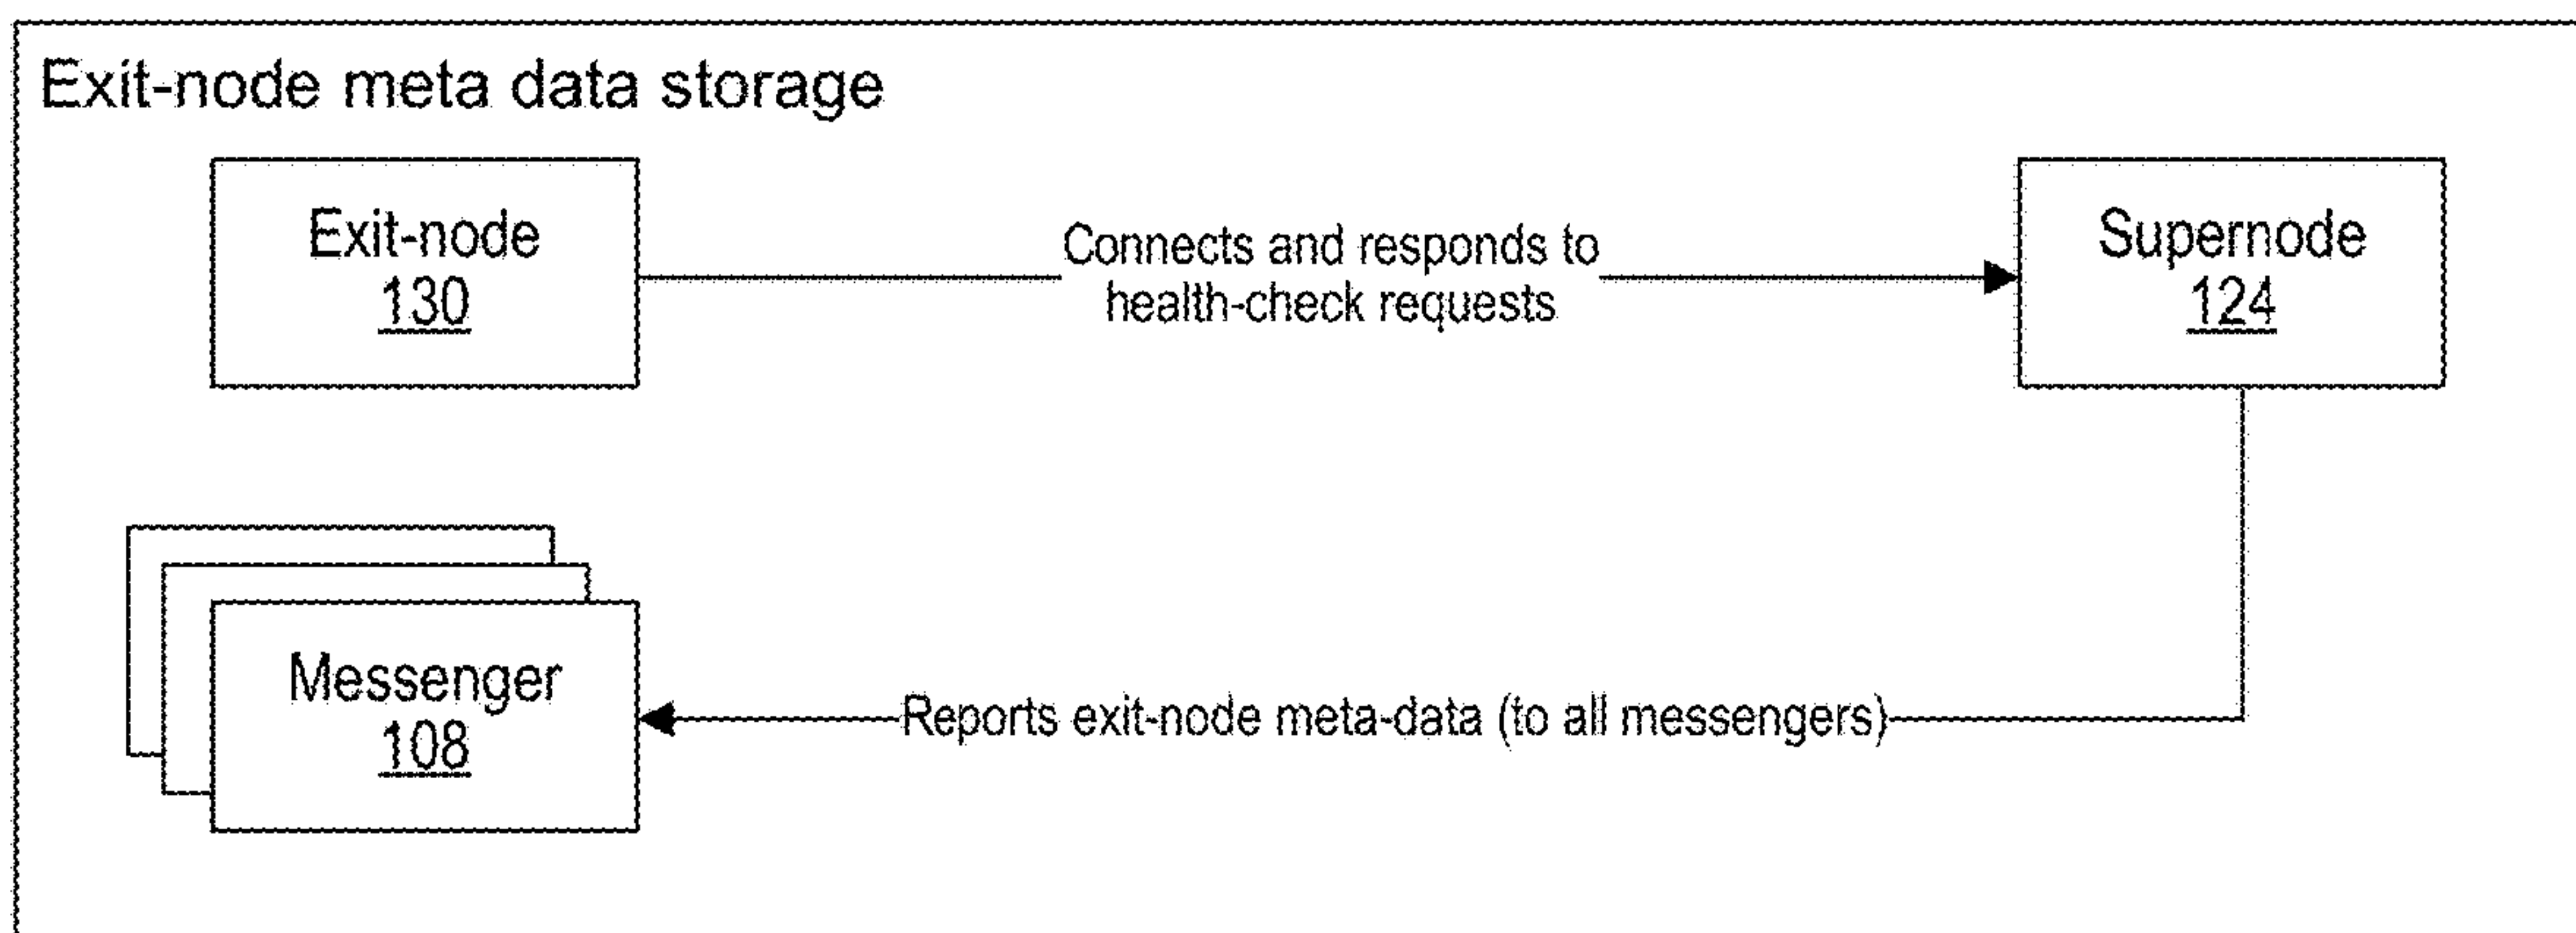 Exit-node meta data storage
Exit-node
130
Connects and responds to
health-check requests
Supernode
124
Messenger
108
Reports exit-node meta-data (to all messengers)